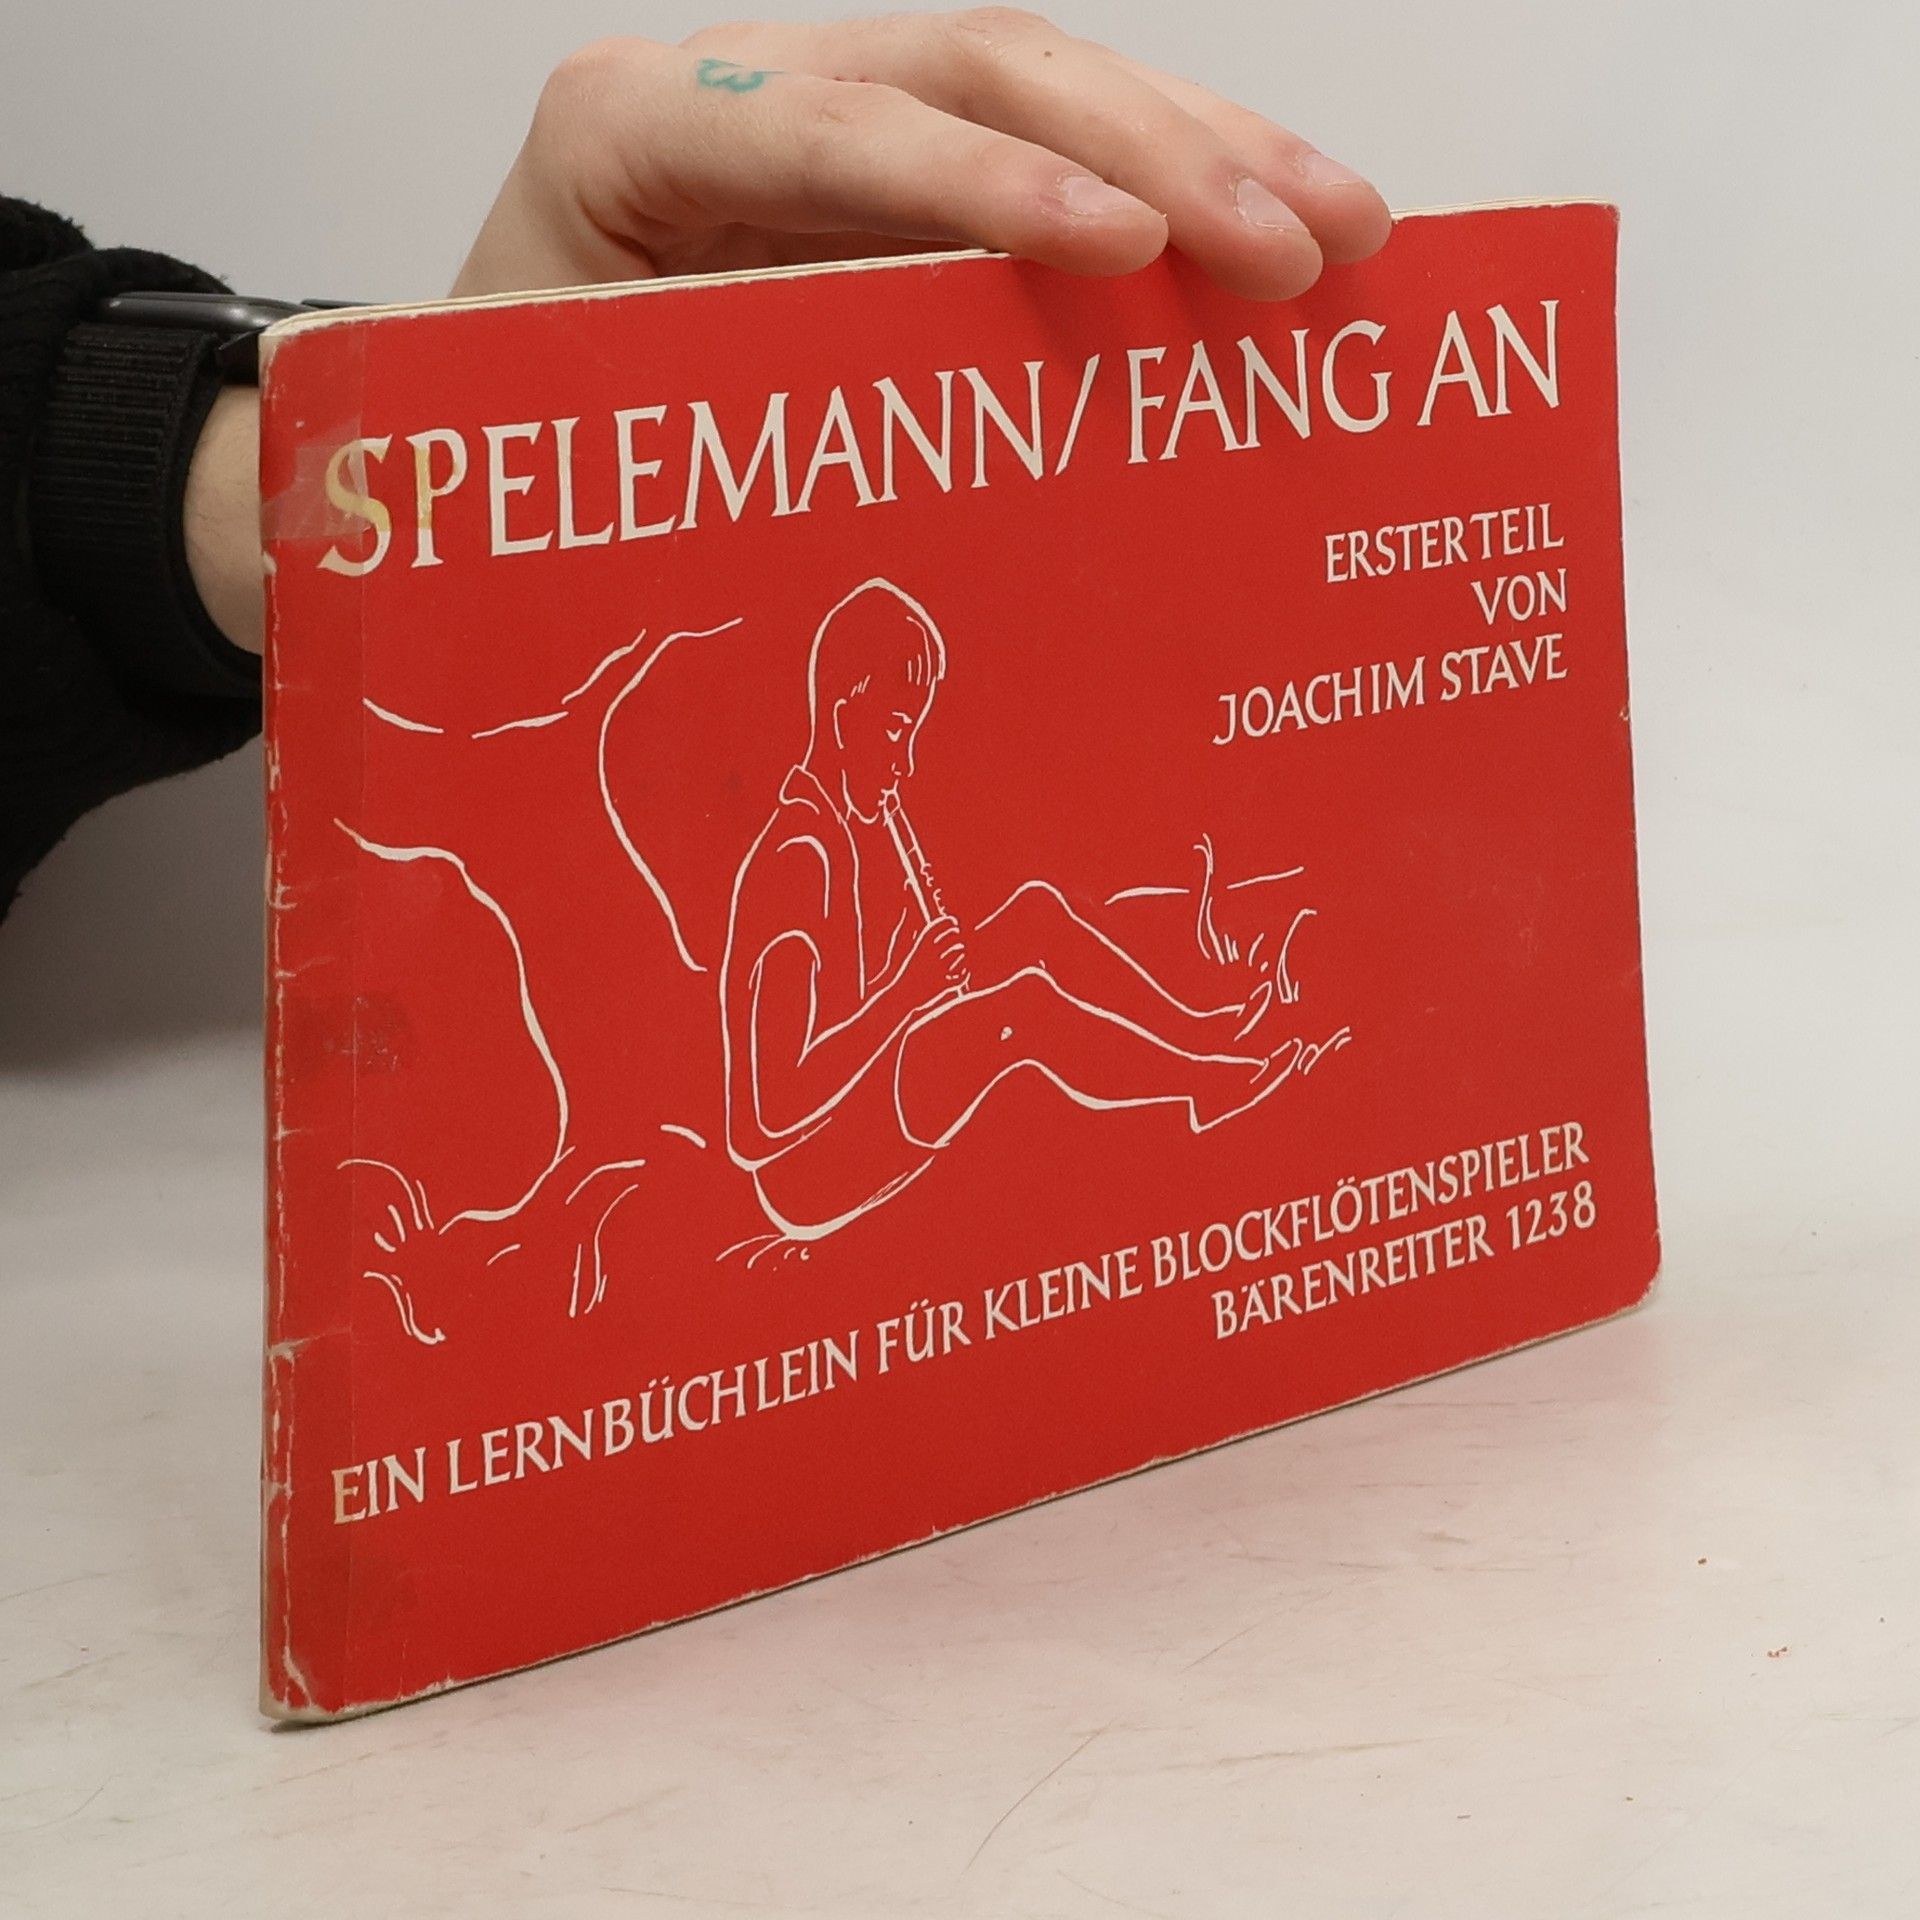 SPELEMANN/FANG AN
ERSTER TEIL
VON
JOACHIM STAVE
EIN LERNBÜCHLEIN FÜR KLEINE BLOCKFLÖTENSPIELER
BÄRENREITER 1238